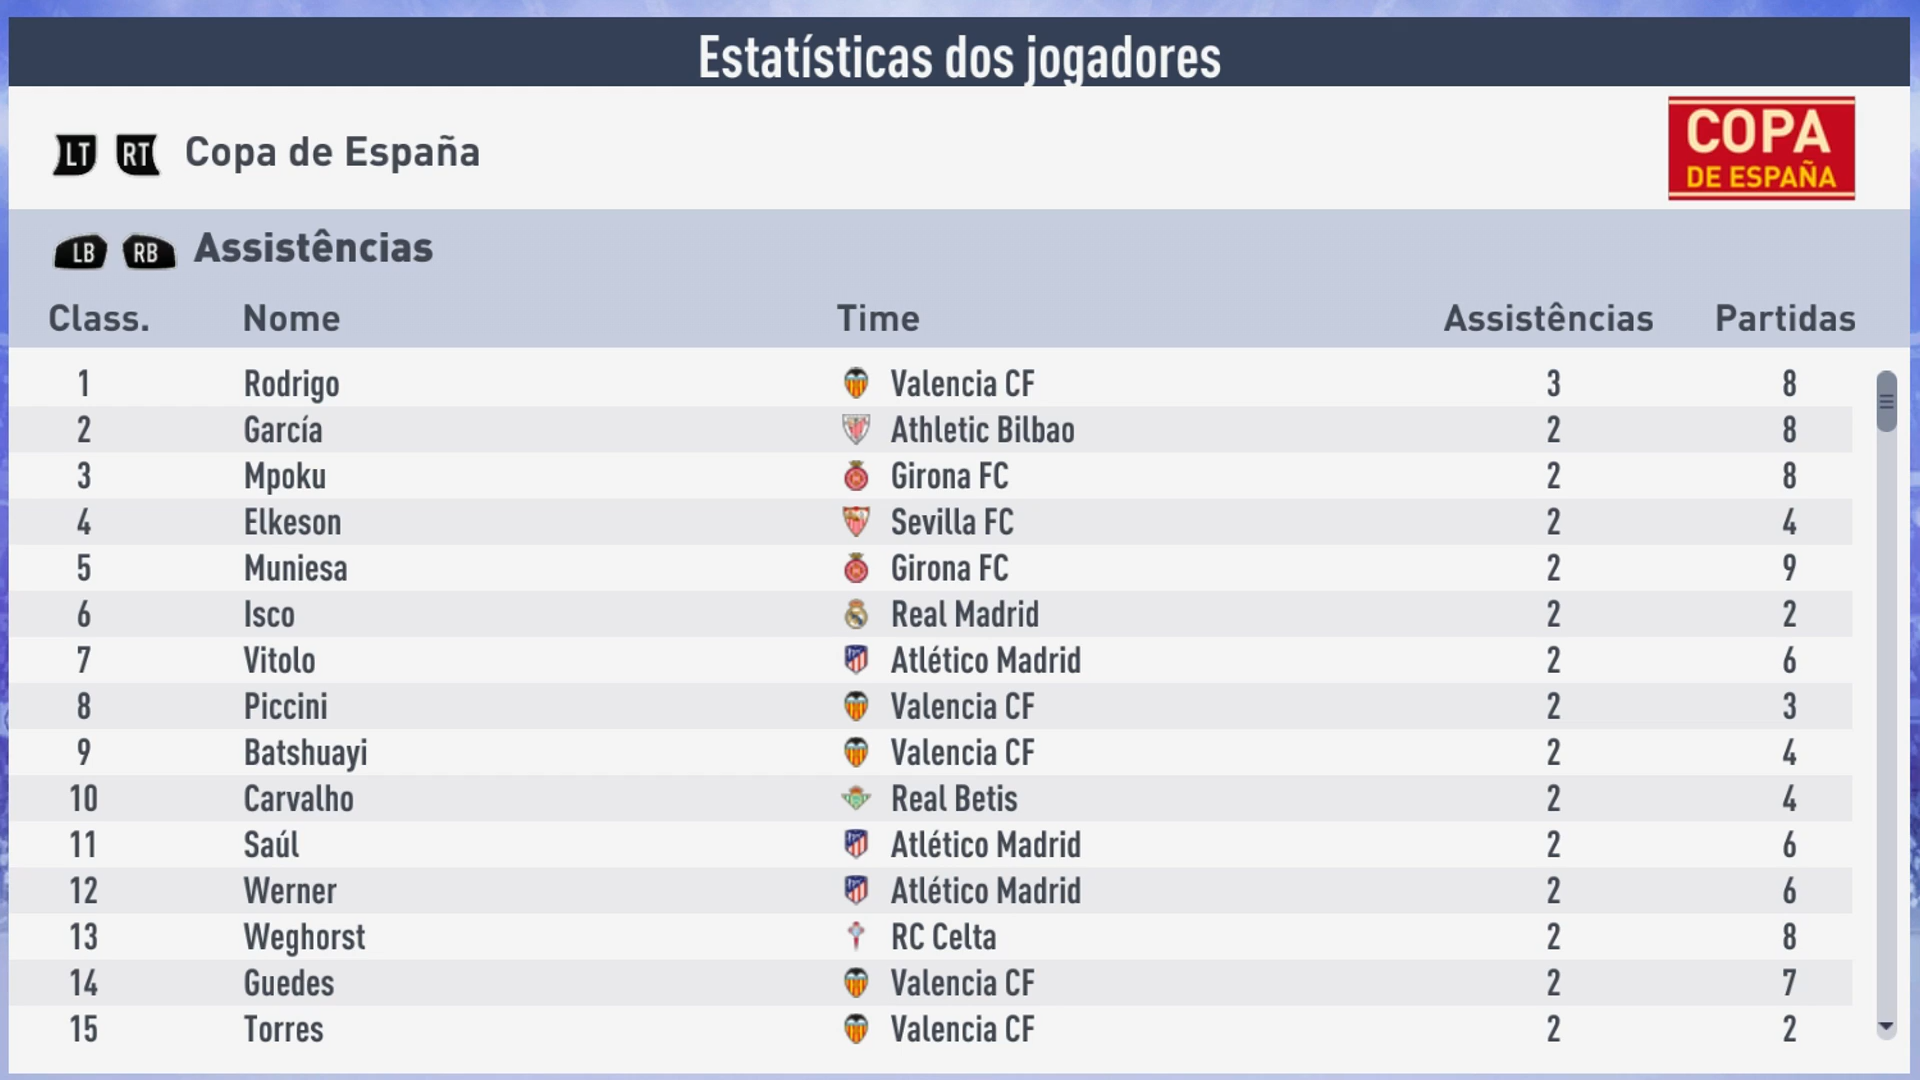 Estatísticas dos jogadores
LT RT Copa de España
COPA
DE ESPAÑA
LB RB Assistências
Class. Nome Time Assistências Partidas
1 Rodrigo Valencia CF 3 8
2 García Athletic Bilbao 2 8
3 Mpoku Girona FC 2 8
4 Elkeson Sevilla FC 2 4
5 Muniesa Girona FC 2 9
6 Isco Real Madrid 2 2
7 Vitolo Atlético Madrid 2 6
8 Piccini Valencia CF 2 3
9 Batshuayi Valencia CF 2 4
10 Carvalho Real Betis 2 4
11 Saúl Atlético Madrid 2 6
12 Werner Atlético Madrid 2 6
13 Weghorst RC Celta 2 8
14 Guedes Valencia CF 2 7
15 Torres Valencia CF 2 2